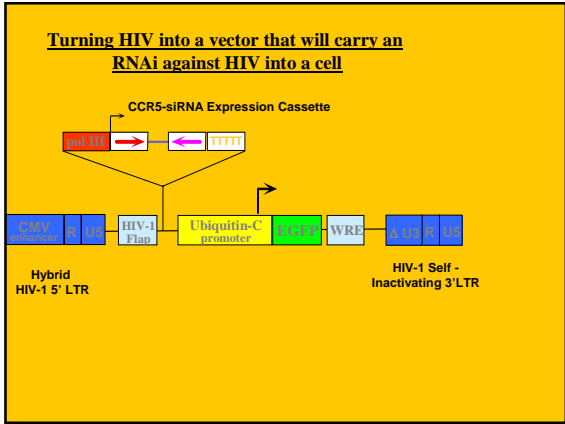 Turning HIV into a vector that will carry an
RNAi against HIV into a cell
CCR5-siRNA Expression Cassette
pol III
TTTTT
CMV
enhancer
R
U5
HIV-1
Flap
Ubiquitin-C
promoter
EGFP
WRE
Δ U3
R
U5
Hybrid
HIV-1 5' LTR
HIV-1 Self -
Inactivating 3'LTR